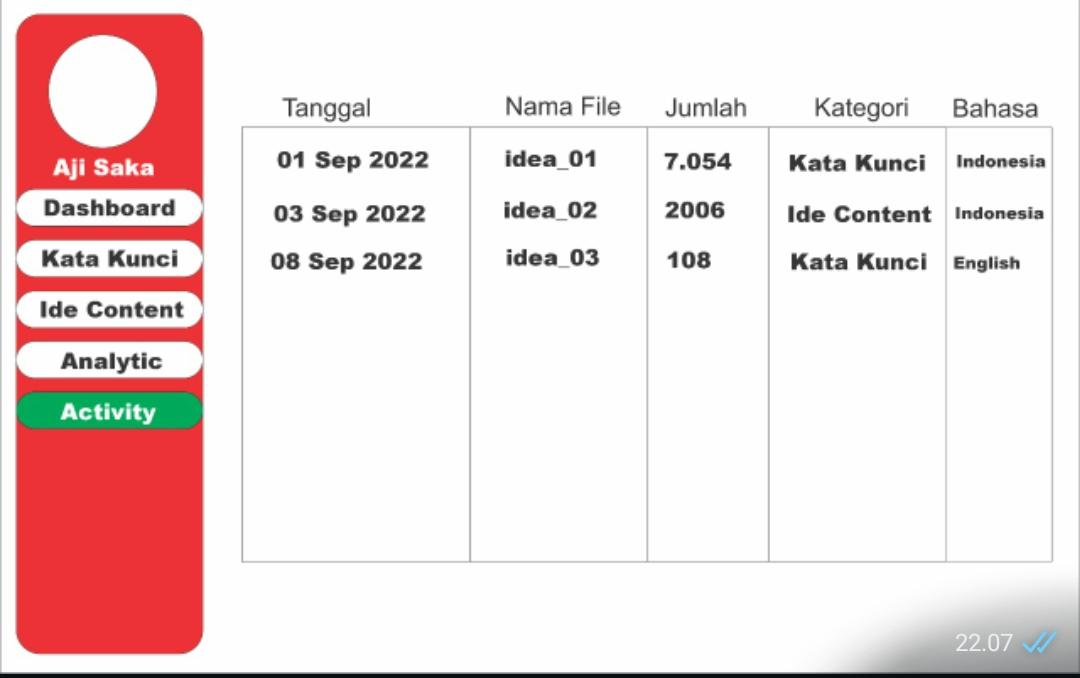 Aji Saka
Dashboard
Kata Kunci
Ide Content
Analytic
Activity
Tanggal Nama File Jumlah Kategori Bahasa
01 Sep 2022 idea_01 7.054 Kata Kunci Indonesia
03 Sep 2022 idea_02 2006 Ide Content Indonesia
08 Sep 2022 idea_03 108 Kata Kunci English
22.07